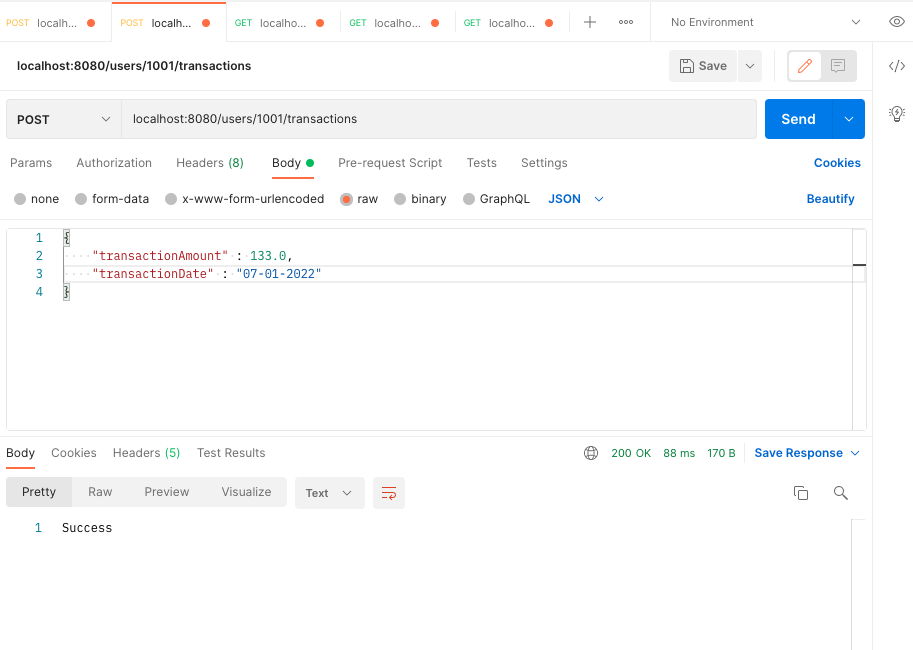 POST localh... POST localh... GET localho... GET localho... GET localho... No Environment
localhost:8080/users/1001/transactions Save
POST localhost:8080/users/1001/transactions Send
Params Authorization Headers (8) Body Pre-request Script Tests Settings Cookies
none form-data x-www-form-urlencoded raw binary GraphQL JSON Beautify
1 {
2 "transactionAmount" : 133.0,
3 "transactionDate" : "07-01-2022"
4 }
Body Cookies Headers (5) Test Results 200 OK 88 ms 170 B Save Response
Pretty Raw Preview Visualize Text
1 Success